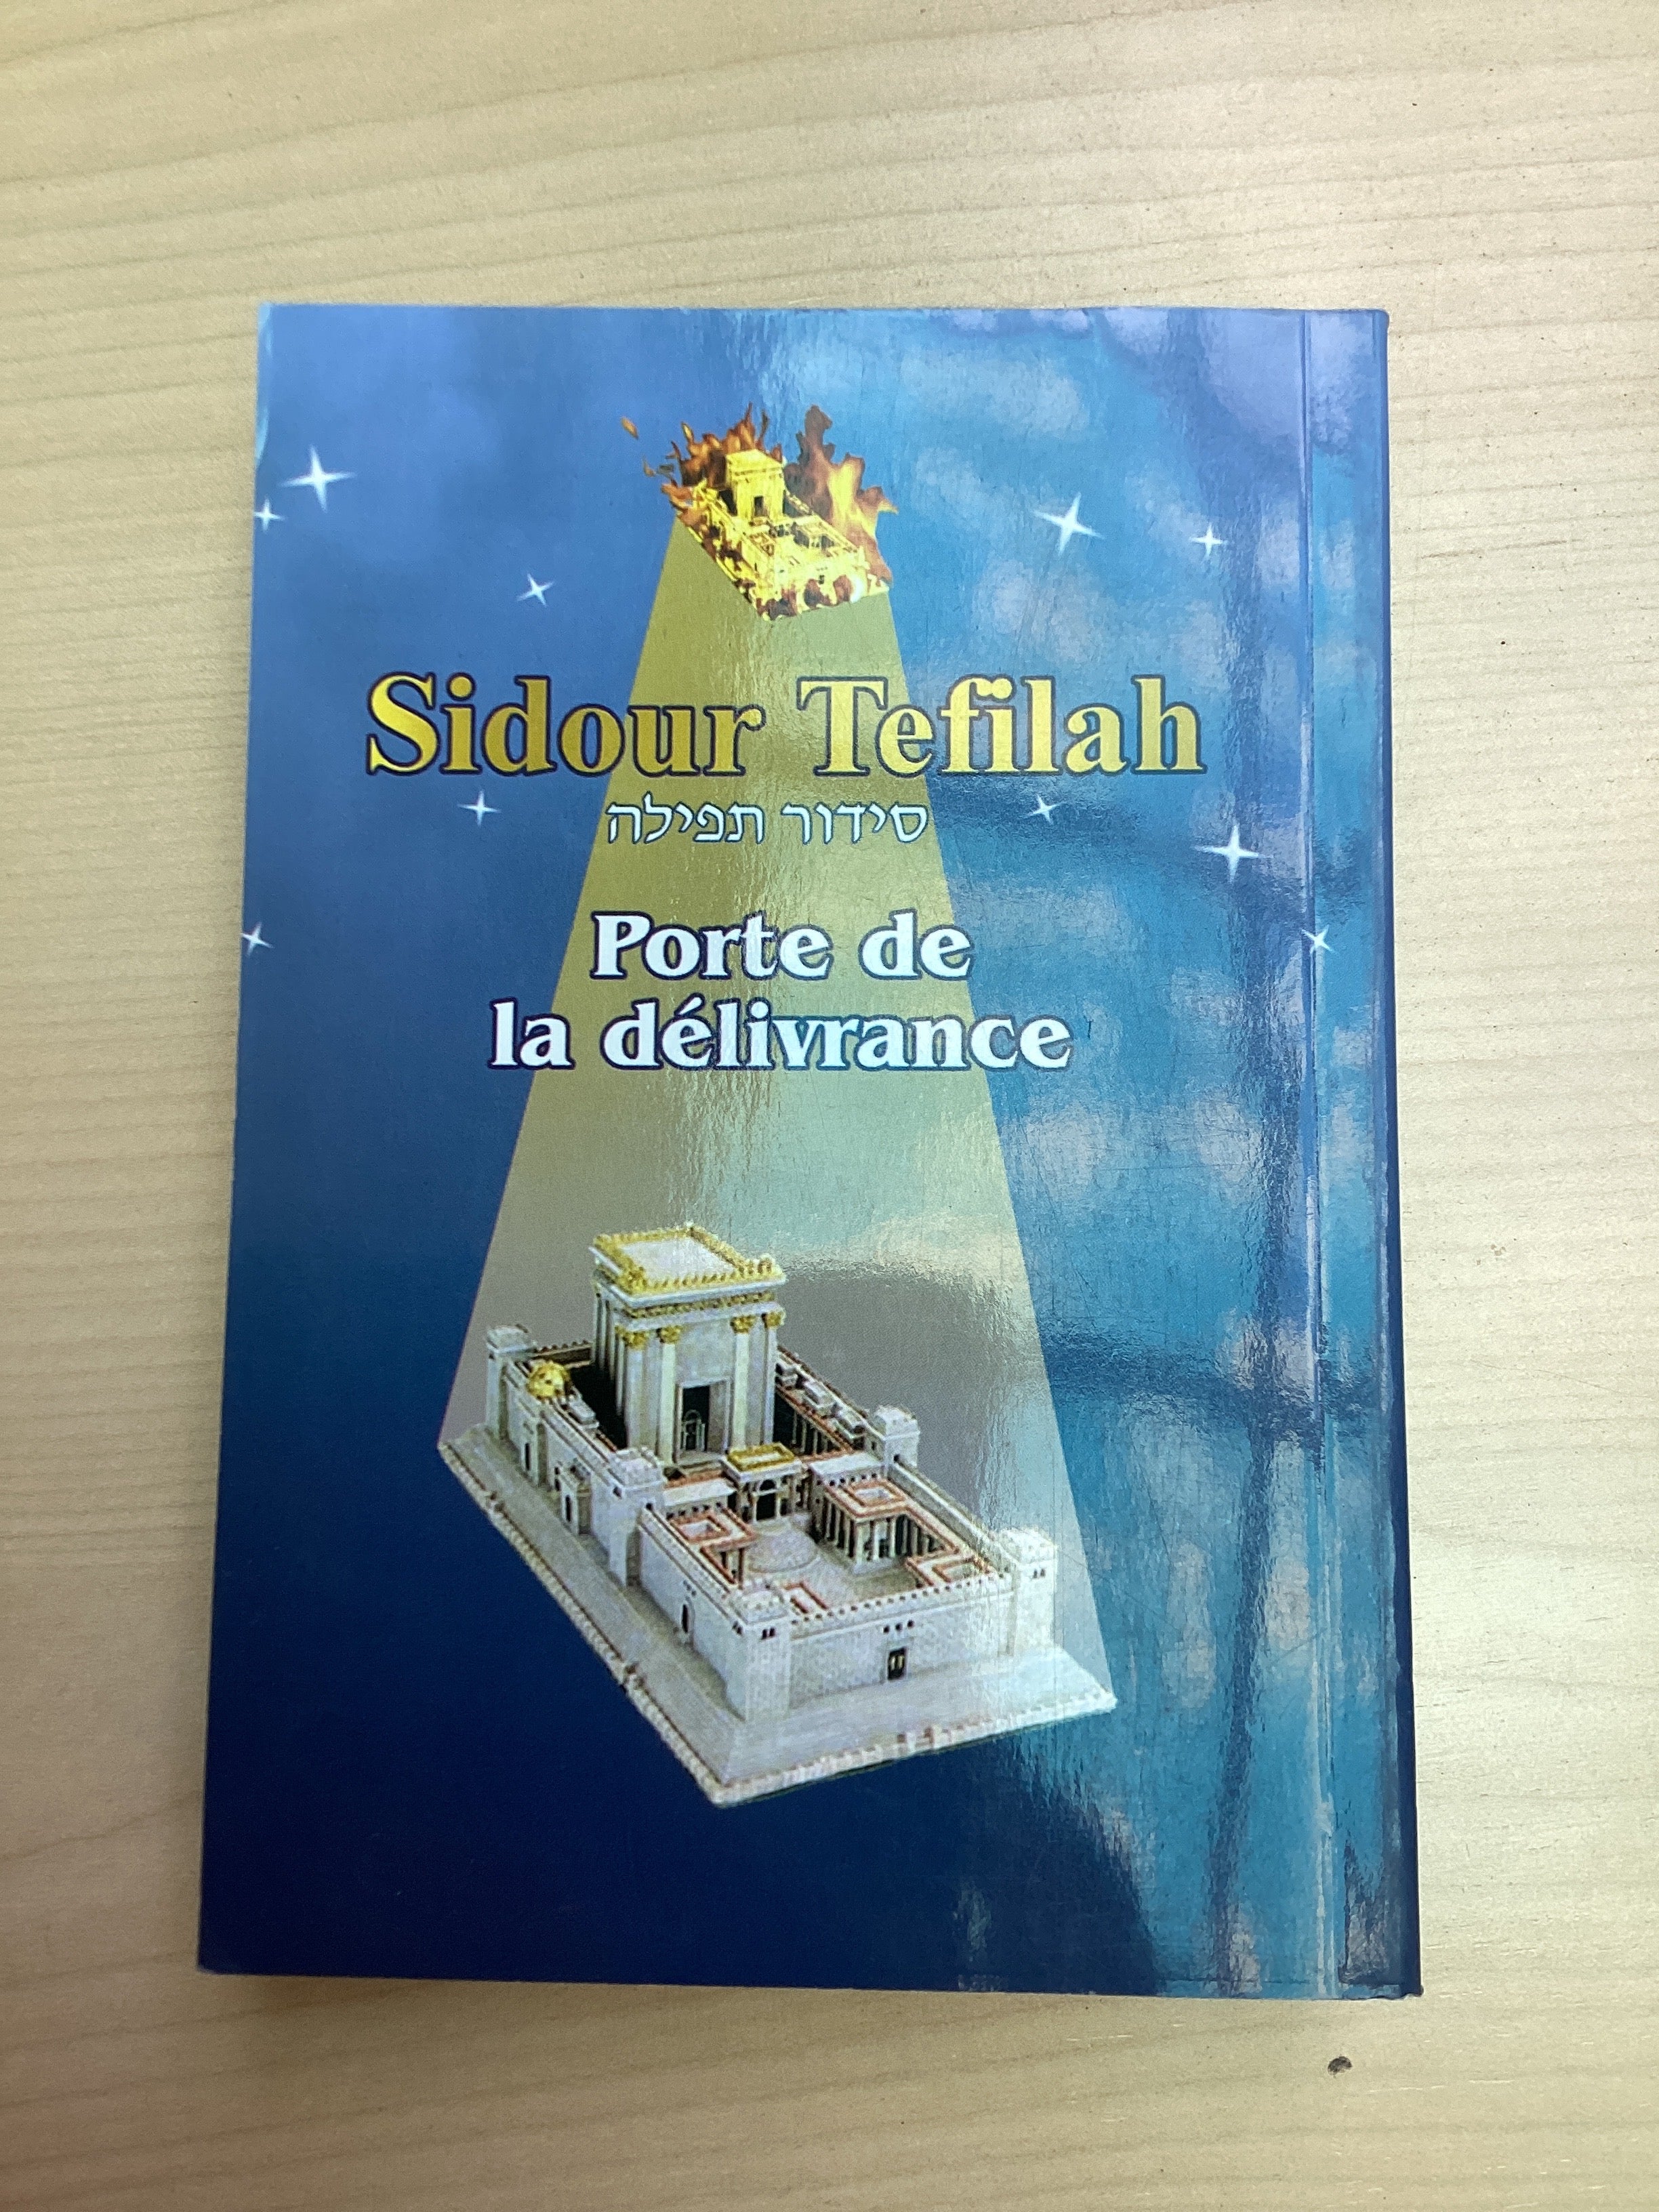 Sidour Tefilah
סידור תפילה
Porte de
la délivrance